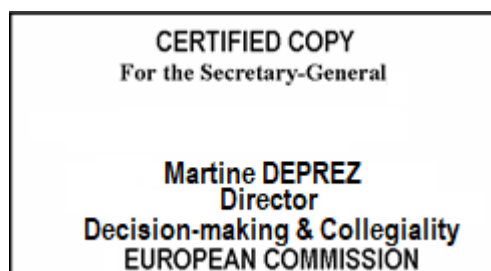 CERTIFIED COPY
For the Secretary-General
Martine DEPREZ
Director
Decision-making & Collegiality
EUROPEAN COMMISSION